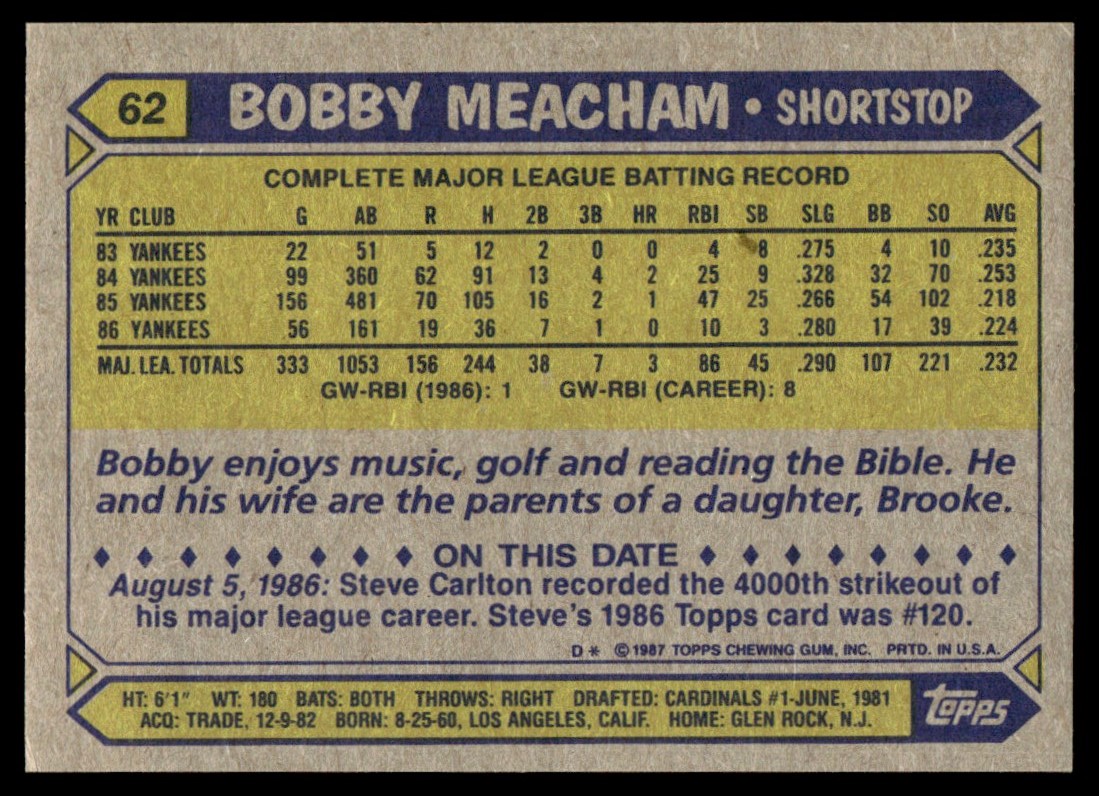 62 BOBBY MEACHAM • SHORTSTOP
COMPLETE MAJOR LEAGUE BATTING RECORD
YR CLUB G AB R H 2B 3B HR RBI SB SLG BB SO AVG
83 YANKEES 22 51 5 12 2 0 0 4 8 .275 4 10 .235
84 YANKEES 99 360 62 91 13 4 2 25 9 .328 32 70 .253
85 YANKEES 156 481 70 105 16 2 1 47 25 .266 54 102 .218
86 YANKEES 56 161 19 36 7 1 0 10 3 .280 17 39 .224
MAJ. LEA. TOTALS 333 1053 156 244 38 7 3 86 45 .290 107 221 .232
GW-RBI (1986): 1 GW-RBI (CAREER): 8
Bobby enjoys music, golf and reading the Bible. He
and his wife are the parents of a daughter, Brooke.
♦ ♦ ♦ ♦ ♦ ♦ ♦ ♦ ON THIS DATE ♦ ♦ ♦ ♦ ♦ ♦ ♦ ♦
August 5, 1986: Steve Carlton recorded the 4000th strikeout of
his major league career. Steve's 1986 Topps card was #120.
D* ©1987 TOPPS CHEWING GUM, INC. PRTD. IN U.S.A.
HT: 6'1" WT: 180 BATS: BOTH THROWS: RIGHT DRAFTED: CARDINALS #1-JUNE, 1981
ACQ: TRADE, 12-9-82 BORN: 8-25-60, LOS ANGELES, CALIF. HOME: GLEN ROCK, N.J.
topps